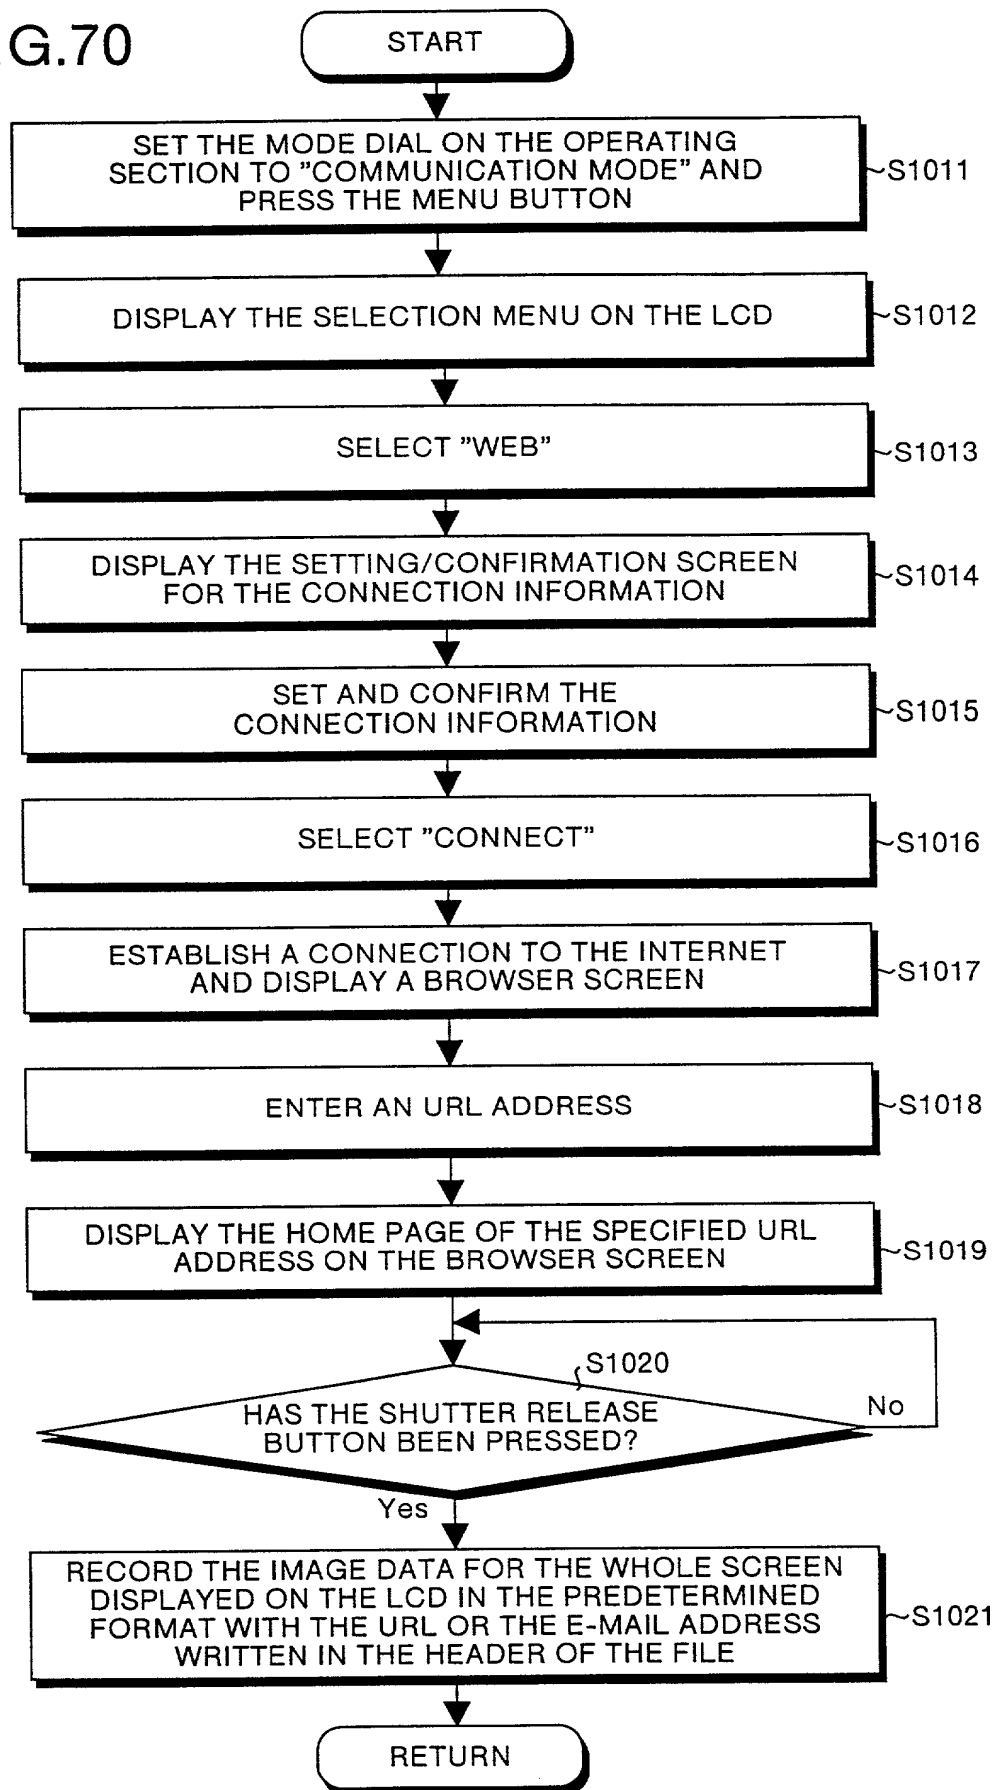 G.70
START
SET THE MODE DIAL ON THE OPERATING
SECTION TO "COMMUNICATION MODE" AND
PRESS THE MENU BUTTON
S1011
DISPLAY THE SELECTION MENU ON THE LCD
S1012
SELECT "WEB"
S1013
DISPLAY THE SETTING/CONFIRMATION SCREEN
FOR THE CONNECTION INFORMATION
S1014
SET AND CONFIRM THE
CONNECTION INFORMATION
S1015
SELECT "CONNECT"
S1016
ESTABLISH A CONNECTION TO THE INTERNET
AND DISPLAY A BROWSER SCREEN
S1017
ENTER AN URL ADDRESS
S1018
DISPLAY THE HOME PAGE OF THE SPECIFIED URL
ADDRESS ON THE BROWSER SCREEN
S1019
S1020
HAS THE SHUTTER RELEASE
BUTTON BEEN PRESSED?
No
Yes
RECORD THE IMAGE DATA FOR THE WHOLE SCREEN
DISPLAYED ON THE LCD IN THE PREDETERMINED
FORMAT WITH THE URL OR THE E-MAIL ADDRESS
WRITTEN IN THE HEADER OF THE FILE
S1021
RETURN